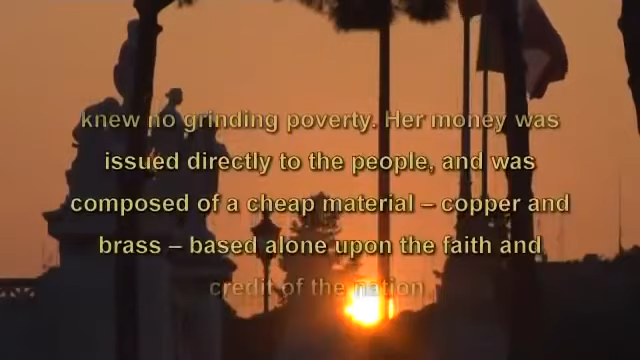 knew no grinding poverty. Her money was
issued directly to the people, and was
composed of a cheap material – copper and
brass – based alone upon the faith and
credit of the nation